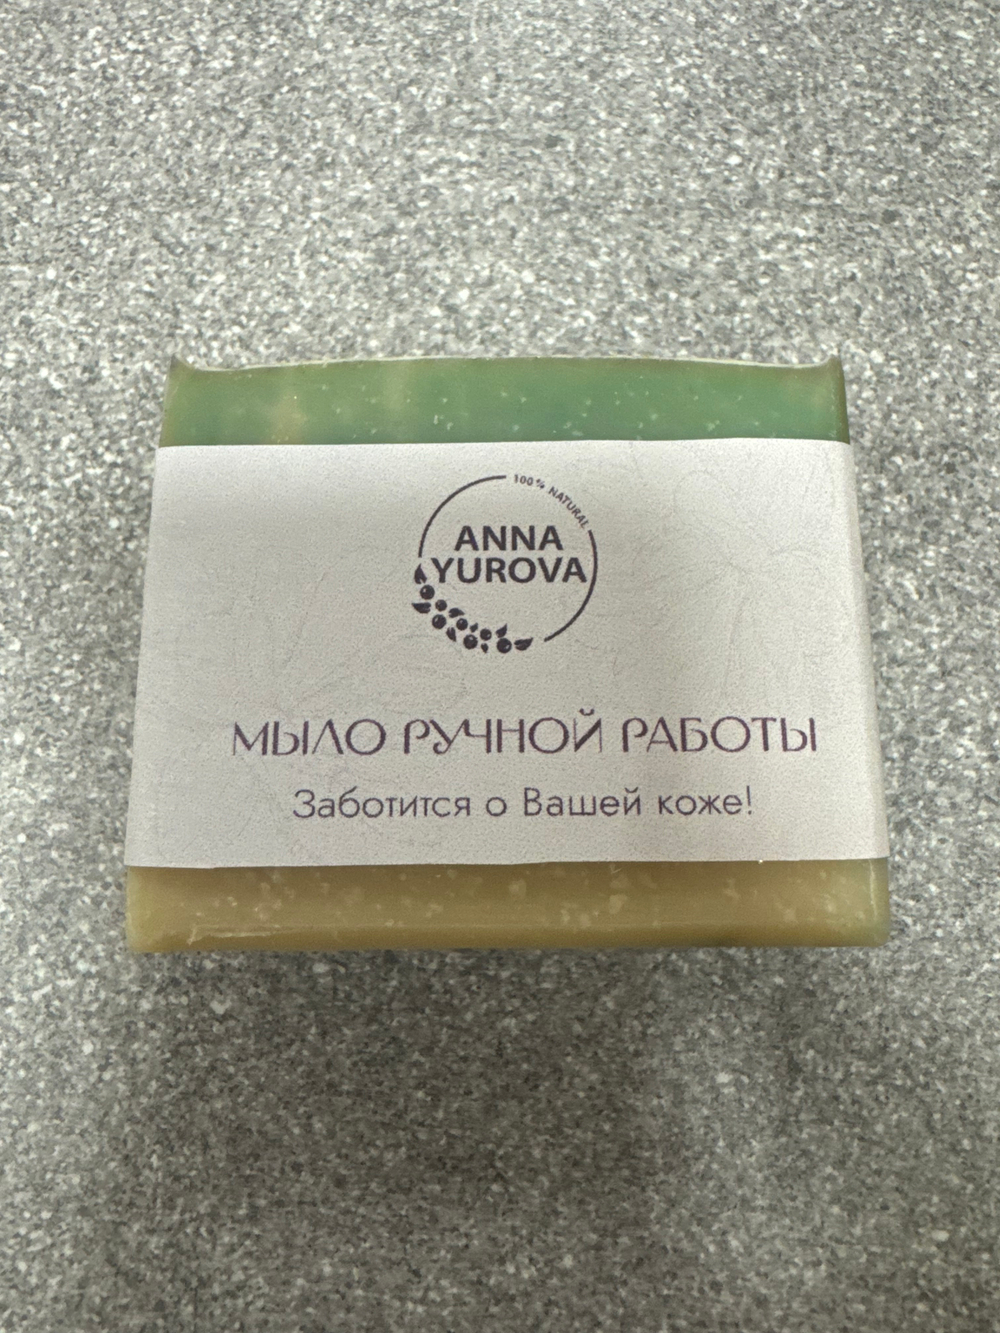 100% NATURAL
ANNA
YUROVA
МЫЛО РУЧНОЙ РАБОТЫ
Заботится о Вашей коже!